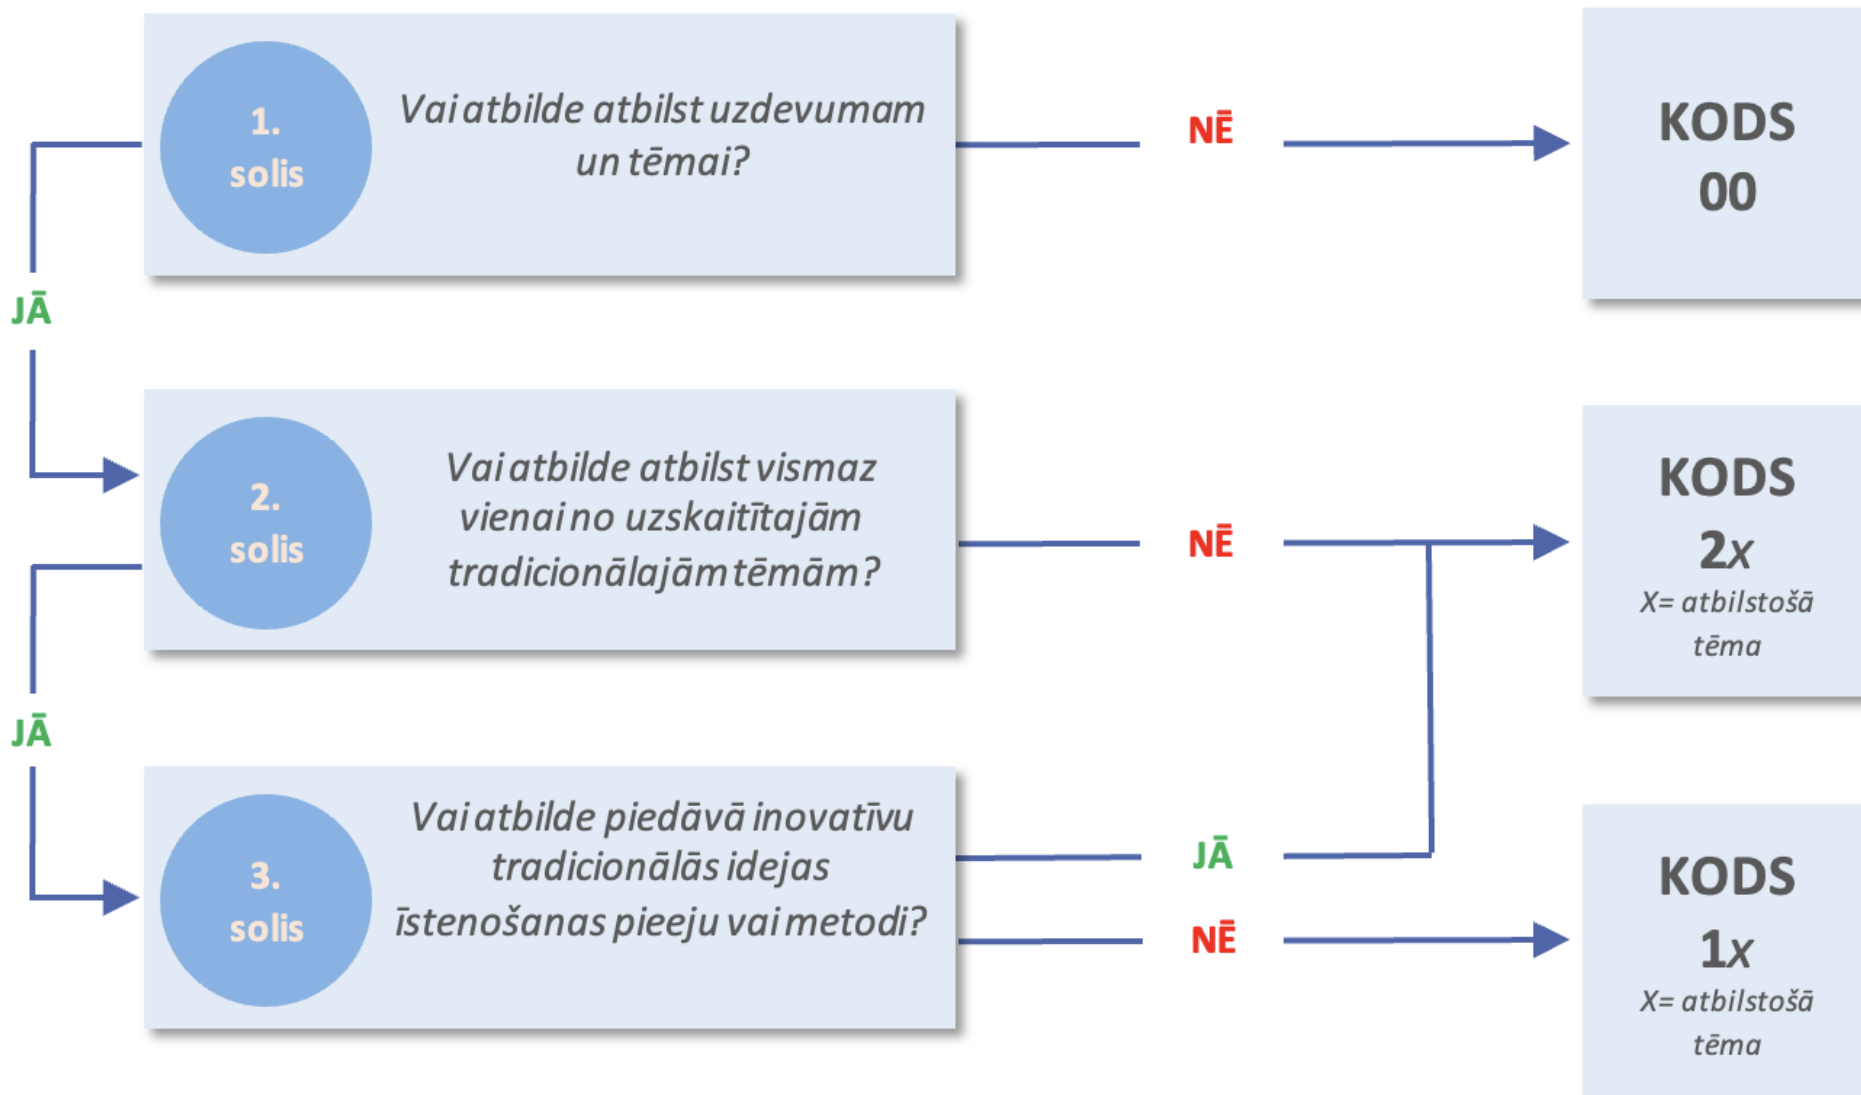 1.
solis
Vai atbilde atbilst uzdevumam
un tēmai?
NĒ
KODS
00
JĀ
2.
solis
Vai atbilde atbilst vismaz
vienai no uzskaitītajām
tradicionālajām tēmām?
NĒ
KODS
2x
X= atbilstošā
tēma
JĀ
3.
solis
Vai atbilde piedāvā inovatīvu
tradicionālās idejas
īstenošanas pieeju vai metodi?
JĀ
NĒ
KODS
1x
X= atbilstošā
tēma